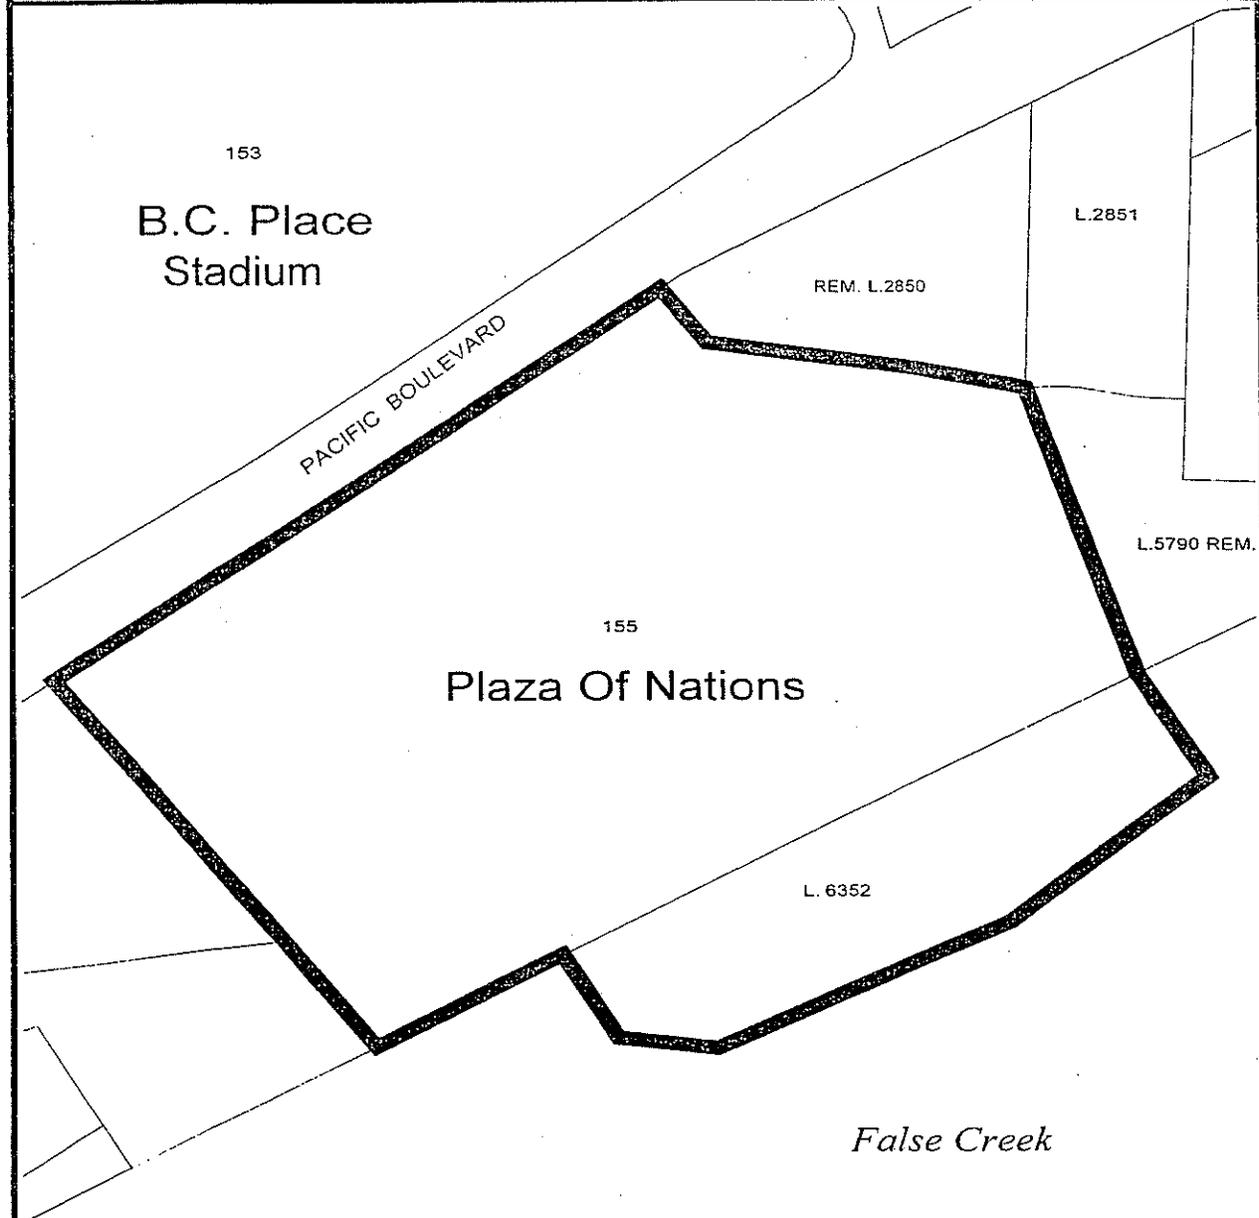 153
B.C. Place
Stadium
L.2851
REM. L.2850
PACIFIC BOULEVARD
L.5790 REM.
155
Plaza Of Nations
L. 6352
False Creek